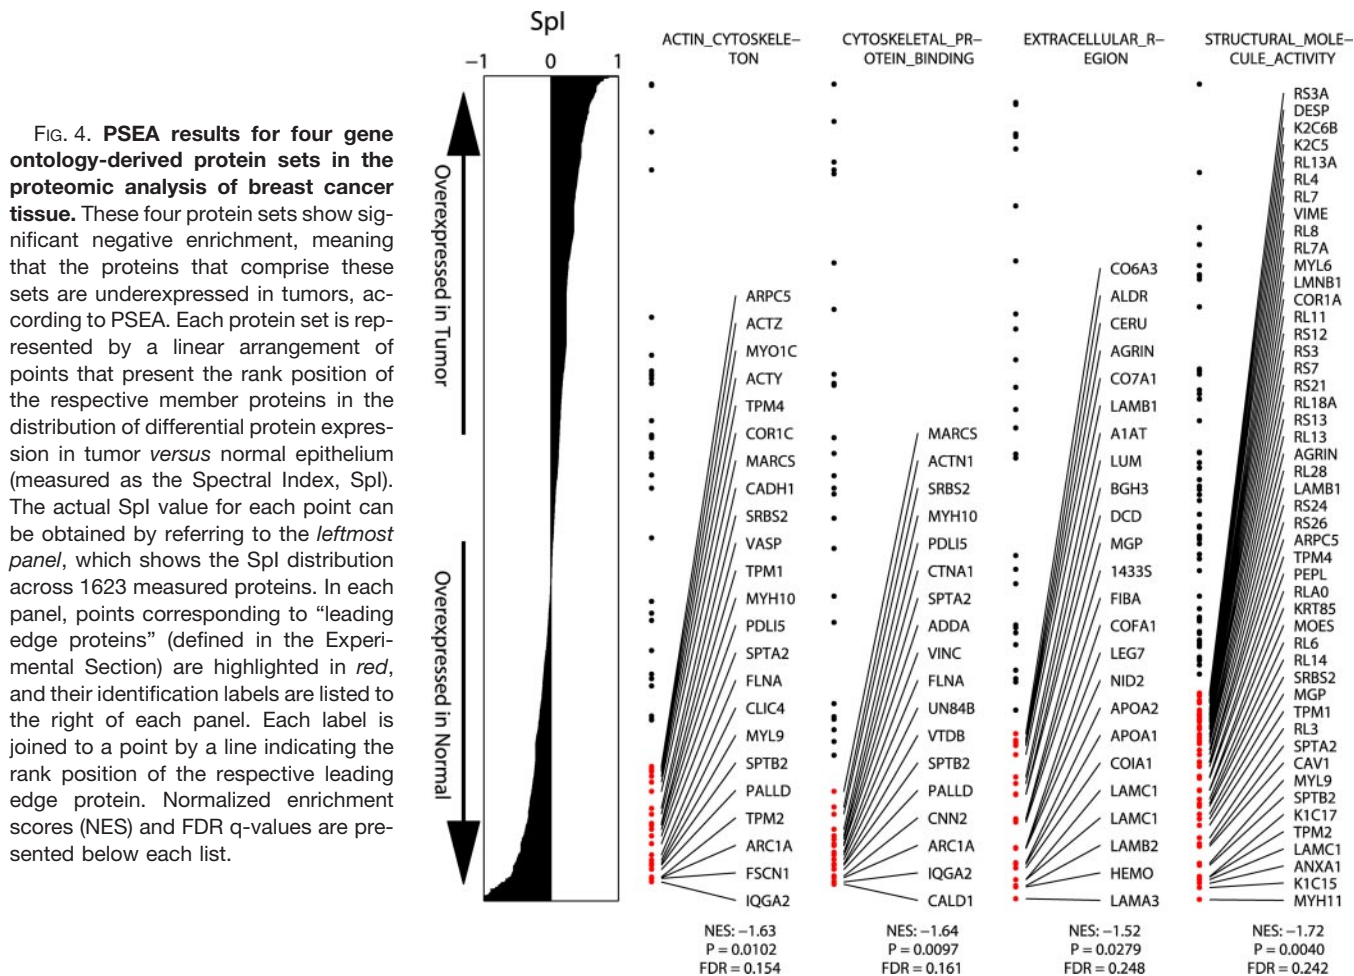 FIG. 4. PSEA results for four gene
ontology-derived protein sets in the
proteomic analysis of breast cancer
tissue. These four protein sets show sig-
nificant negative enrichment, meaning
that the proteins that comprise these
sets are underexpressed in tumors, ac-
cording to PSEA. Each protein set is rep-
resented by a linear arrangement of
points that present the rank position of
the respective member proteins in the
distribution of differential protein expres-
sion in tumor versus normal epithelium
(measured as the Spectral Index, SpI).
The actual SpI value for each point can
be obtained by referring to the leftmost
panel, which shows the SpI distribution
across 1623 measured proteins. In each
panel, points corresponding to “leading
edge proteins” (defined in the Experi-
mental Section) are highlighted in red,
and their identification labels are listed to
the right of each panel. Each label is
joined to a point by a line indicating the
rank position of the respective leading
edge protein. Normalized enrichment
scores (NES) and FDR q-values are pre-
sented below each list.
SpI
−1 0 1
Overexpressed in Tumor
Overexpressed in Normal
ACTIN_CYTOSKELE−
TON
ARPC5
ACTZ
MYO1C
ACTY
TPM4
COR1C
MARCS
CADH1
SRBS2
VASP
TPM1
MYH10
PDLI5
SPTA2
FLNA
CLIC4
MYL9
SPTB2
PALLD
TPM2
ARC1A
FSCN1
IQGA2
NES: −1.63
P = 0.0102
FDR = 0.154
CYTOSKELETAL_PR−
OTEIN_BINDING
MARCS
ACTN1
SRBS2
MYH10
PDLI5
CTNA1
SPTA2
ADDA
VINC
FLNA
UN84B
VTDB
SPTB2
PALLD
CNN2
ARC1A
IQGA2
CALD1
NES: −1.64
P = 0.0097
FDR = 0.161
EXTRACELLULAR_R−
EGION
CO6A3
ALDR
CERU
AGRIN
CO7A1
LAMB1
A1AT
LUM
BGH3
DCD
MGP
1433S
FIBA
COFA1
LEG7
NID2
APOA2
APOA1
COIA1
LAMC1
LAMC1
LAMB2
HEMO
LAMA3
NES: −1.52
P = 0.0279
FDR = 0.248
STRUCTURAL_MOLE−
CULE_ACTIVITY
RS3A
DESP
K2C6B
K2C5
RL13A
RL4
RL7
VIME
RL8
RL7A
MYL6
LMNB1
COR1A
RL11
RS12
RS3
RS7
RS21
RL18A
RS13
RL13
AGRIN
RL28
LAMB1
RS24
RS26
ARPC5
TPM4
PEPL
RLA0
KRT85
MOES
RL6
RL14
SRBS2
MGP
TPM1
RL3
SPTA2
CAV1
MYL9
SPTB2
K1C17
TPM2
LAMC1
ANXA1
K1C15
MYH11
NES: −1.72
P = 0.0040
FDR = 0.242